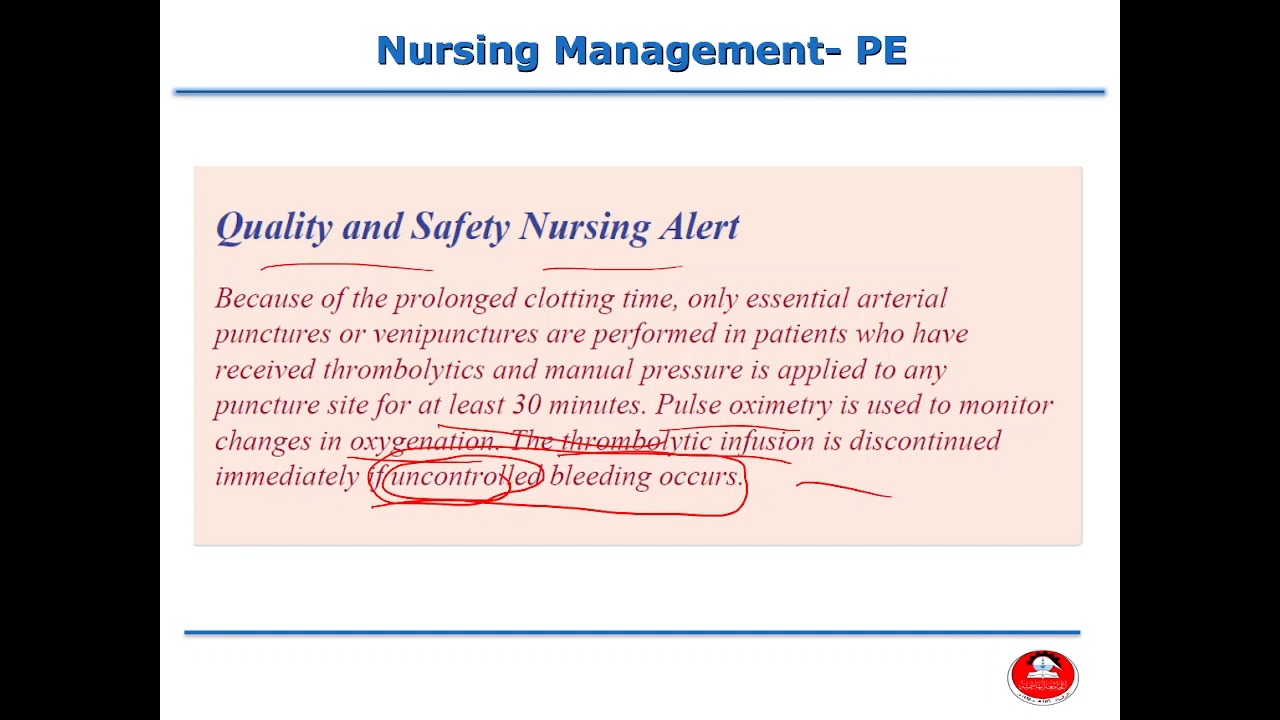 Nursing Management- PE
Quality and Safety Nursing Alert
Because of the prolonged clotting time, only essential arterial
punctures or venipunctures are performed in patients who have
received thrombolytics and manual pressure is applied to any
puncture site for at least 30 minutes. Pulse oximetry is used to monitor
changes in oxygenation. The thrombolytic infusion is discontinued
immediately if uncontrolled bleeding occurs.